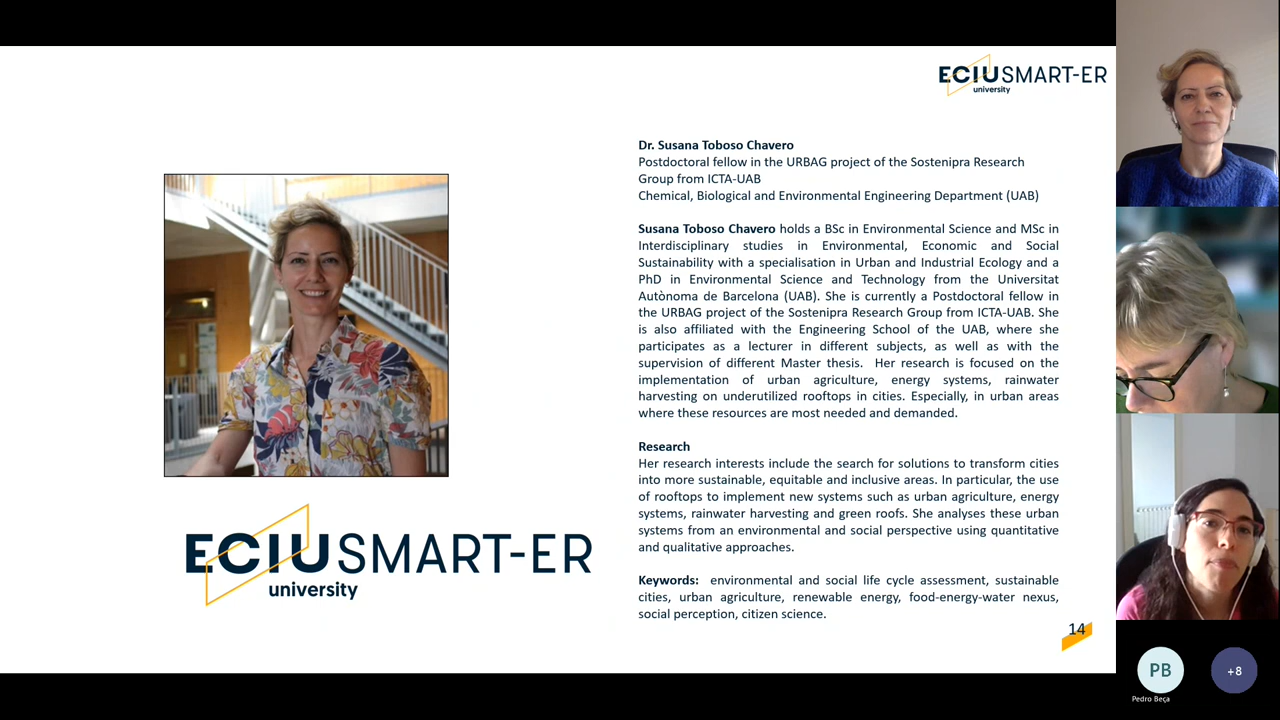 ECIU SMART-ER
university
Dr. Susana Toboso Chavero
Postdoctoral fellow in the URBAG project of the Sostenipra Research
Group from ICTA-UAB
Chemical, Biological and Environmental Engineering Department (UAB)
Susana Toboso Chavero holds a BSc in Environmental Science and MSc in
Interdisciplinary studies in Environmental, Economic and Social
Sustainability with a specialisation in Urban and Industrial Ecology and a
PhD in Environmental Science and Technology from the Universitat
Autònoma de Barcelona (UAB). She is currently a Postdoctoral fellow in
the URBAG project of the Sostenipra Research Group from ICTA-UAB. She
is also affiliated with the Engineering School of the UAB, where she
participates as a lecturer in different subjects, as well as with the
supervision of different Master thesis. Her research is focused on the
implementation of urban agriculture, energy systems, rainwater
harvesting on underutilized rooftops in cities. Especially, in urban areas
where these resources are most needed and demanded.
Research
Her research interests include the search for solutions to transform cities
into more sustainable, equitable and inclusive areas. In particular, the use
of rooftops to implement new systems such as urban agriculture, energy
systems, rainwater harvesting and green roofs. She analyses these urban
systems from an environmental and social perspective using quantitative
and qualitative approaches.
Keywords: environmental and social life cycle assessment, sustainable
cities, urban agriculture, renewable energy, food-energy-water nexus,
social perception, citizen science.
ECIU SMART-ER
university
14
PB
+8
Pedro Beça